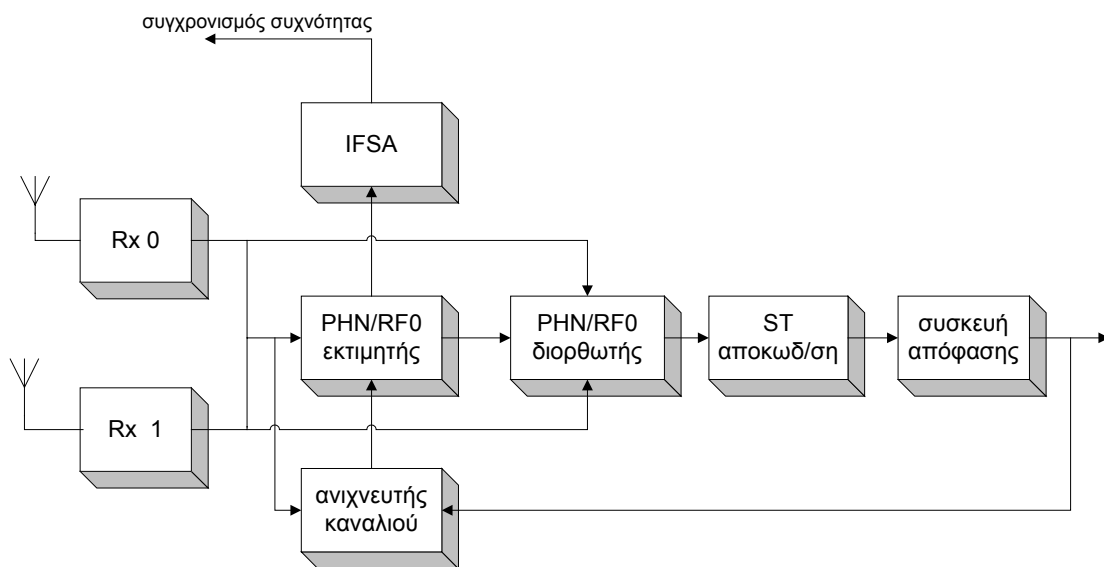 συγχρονισμός συχνότητας
IFSA
Rx 0
PHN/RF0
εκτιμητής
PHN/RF0
διορθωτής
ST
αποκωδ/ση
συσκευή
απόφασης
Rx 1
ανιχνευτής
καναλιού